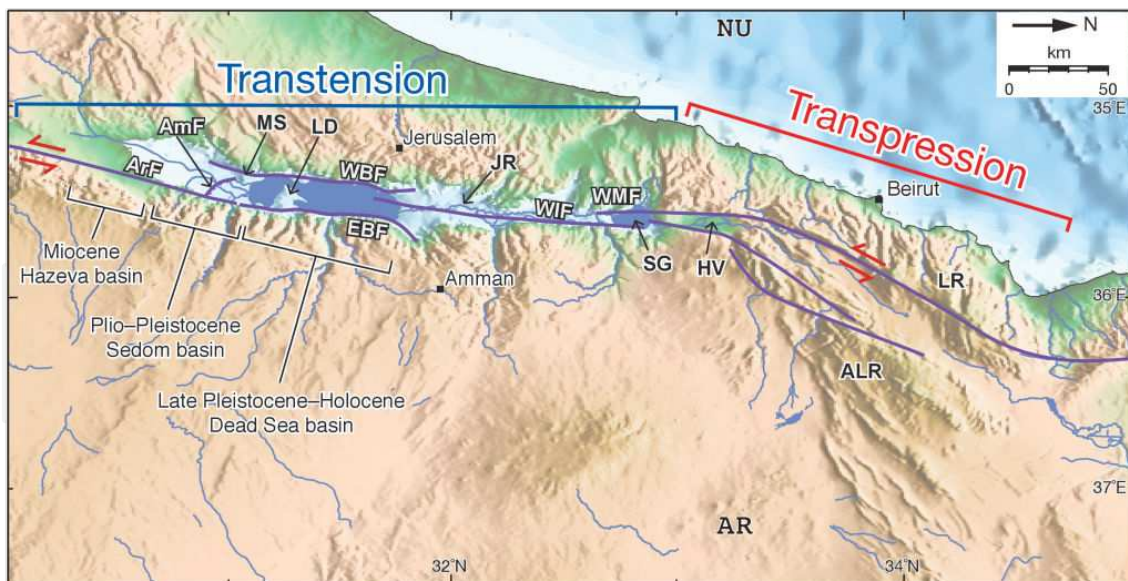 NU
N
km
0
50
Transtension
35°E
Transpression
AmF
MS
LD
Jerusalem
JR
WBF
ArF
WIF
WMF
Beirut
EBF
Miocene
Hazeva basin
SG
HV
LR
Amman
36°E
Plio–Pleistocene
Sedom basin
ALR
Late Pleistocene–Holocene
Dead Sea basin
37°E
AR
32°N
34°N